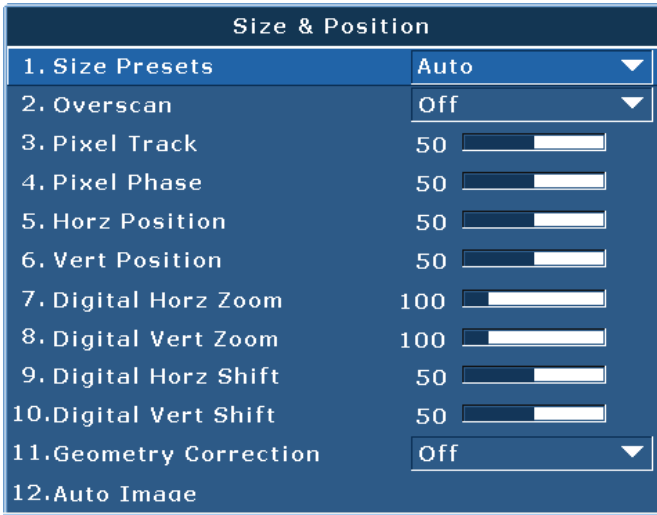 Size & Position
1. Size Presets Auto
2. Overscan Off
3. Pixel Track 50
4. Pixel Phase 50
5. Horz Position 50
6. Vert Position 50
7. Digital Horz Zoom 100
8. Digital Vert Zoom 100
9. Digital Horz Shift 50
10.Digital Vert Shift 50
11.Geometry Correction Off
12.Auto Image